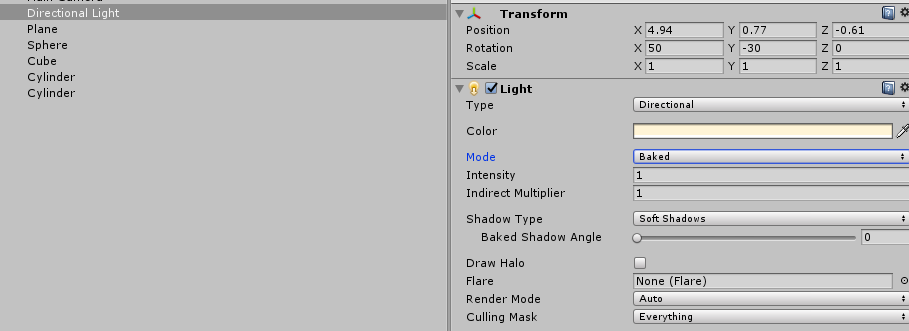 Main Camera
Directional Light
Plane
Sphere
Cube
Cylinder
Cylinder
Transform
Position X 4.94 Y 0.77 Z -0.61
Rotation X 50 Y -30 Z 0
Scale X 1 Y 1 Z 1
Light
Type Directional
Color
Mode Baked
Intensity 1
Indirect Multiplier 1
Shadow Type Soft Shadows
Baked Shadow Angle 0
Draw Halo
Flare None (Flare)
Render Mode Auto
Culling Mask Everything